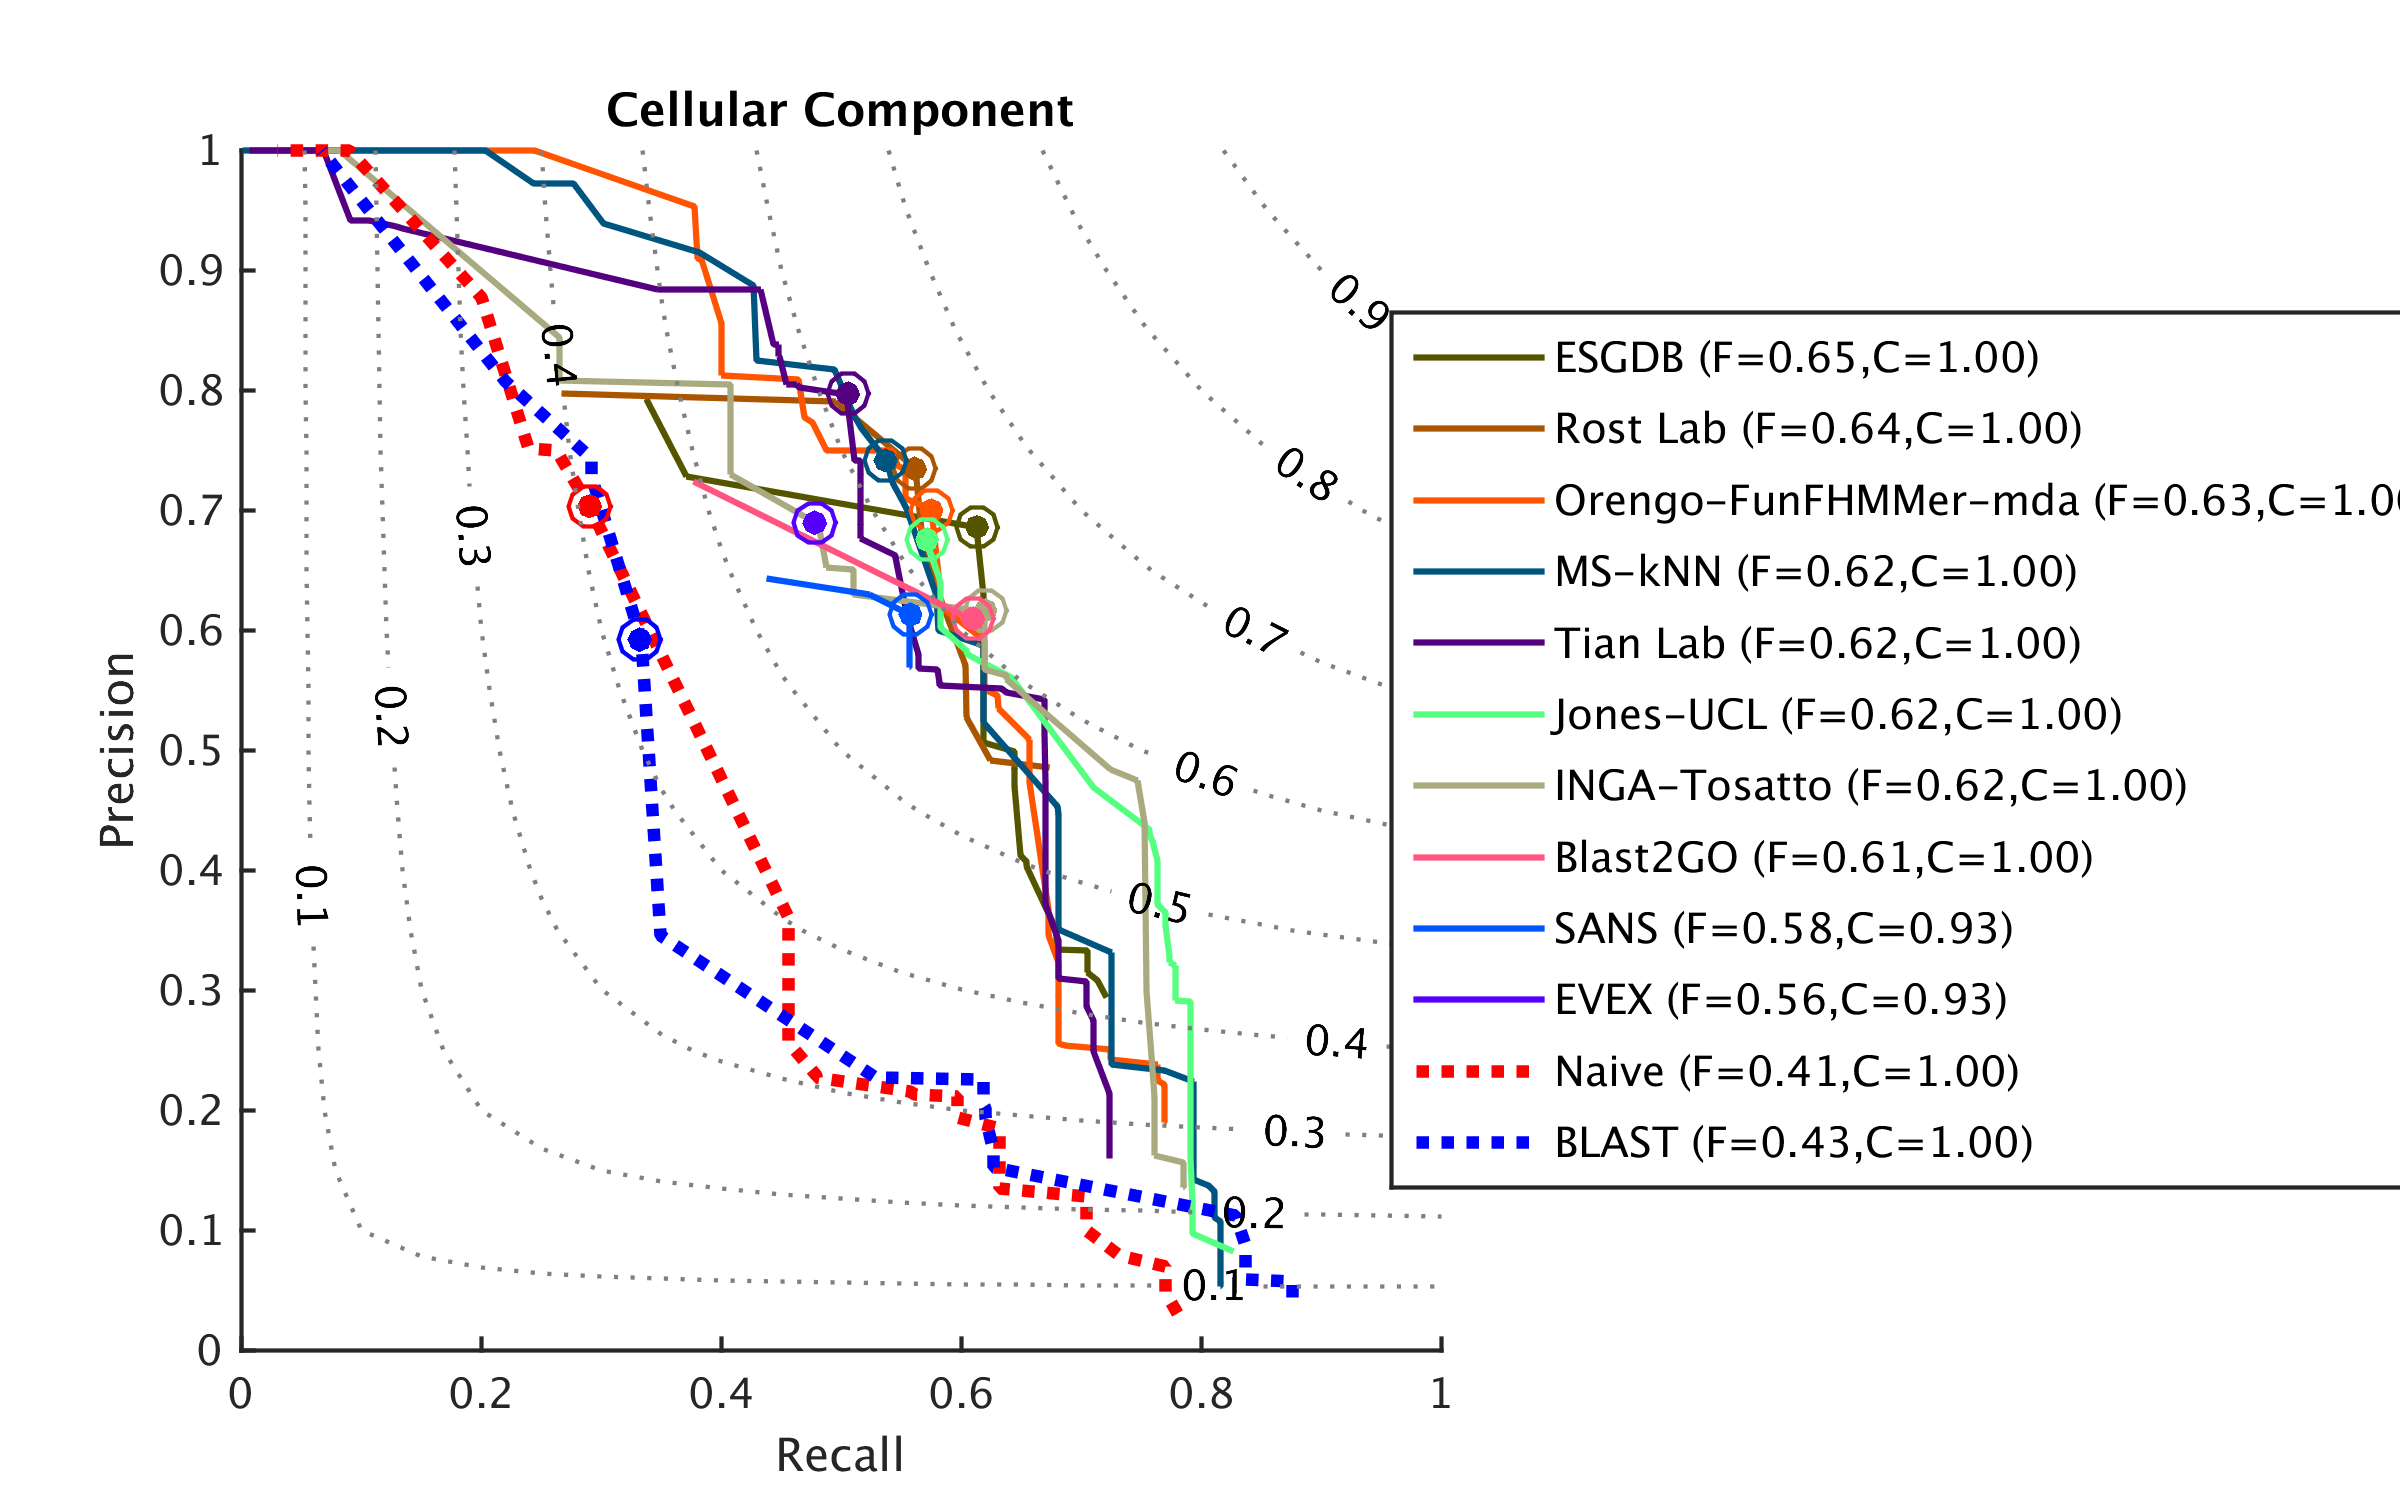 Cellular Component
Precision
1
0.9
0.8
0.7
0.6
0.5
0.4
0.3
0.2
0.1
0
0 0.2 0.4 0.6 0.8 1
Recall
0.1
0.2
0.3
0.4
0.9
0.8
0.7
0.6
0.5
0.4
0.3
0.2
0.1
ESGDB (F=0.65,C=1.00)
Rost Lab (F=0.64,C=1.00)
Orengo-FunFHMMer-mda (F=0.63,C=1.0
MS-kNN (F=0.62,C=1.00)
Tian Lab (F=0.62,C=1.00)
Jones-UCL (F=0.62,C=1.00)
INGA-Tosatto (F=0.62,C=1.00)
Blast2GO (F=0.61,C=1.00)
SANS (F=0.58,C=0.93)
EVEX (F=0.56,C=0.93)
Naive (F=0.41,C=1.00)
BLAST (F=0.43,C=1.00)